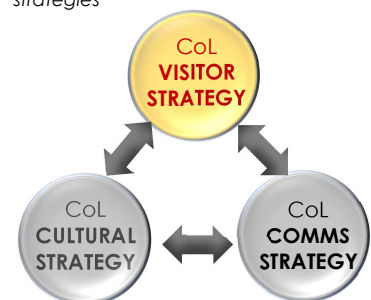 strategies
CoL
VISITOR
STRATEGY
CoL
CULTURAL
STRATEGY
CoL
COMMS
STRATEGY